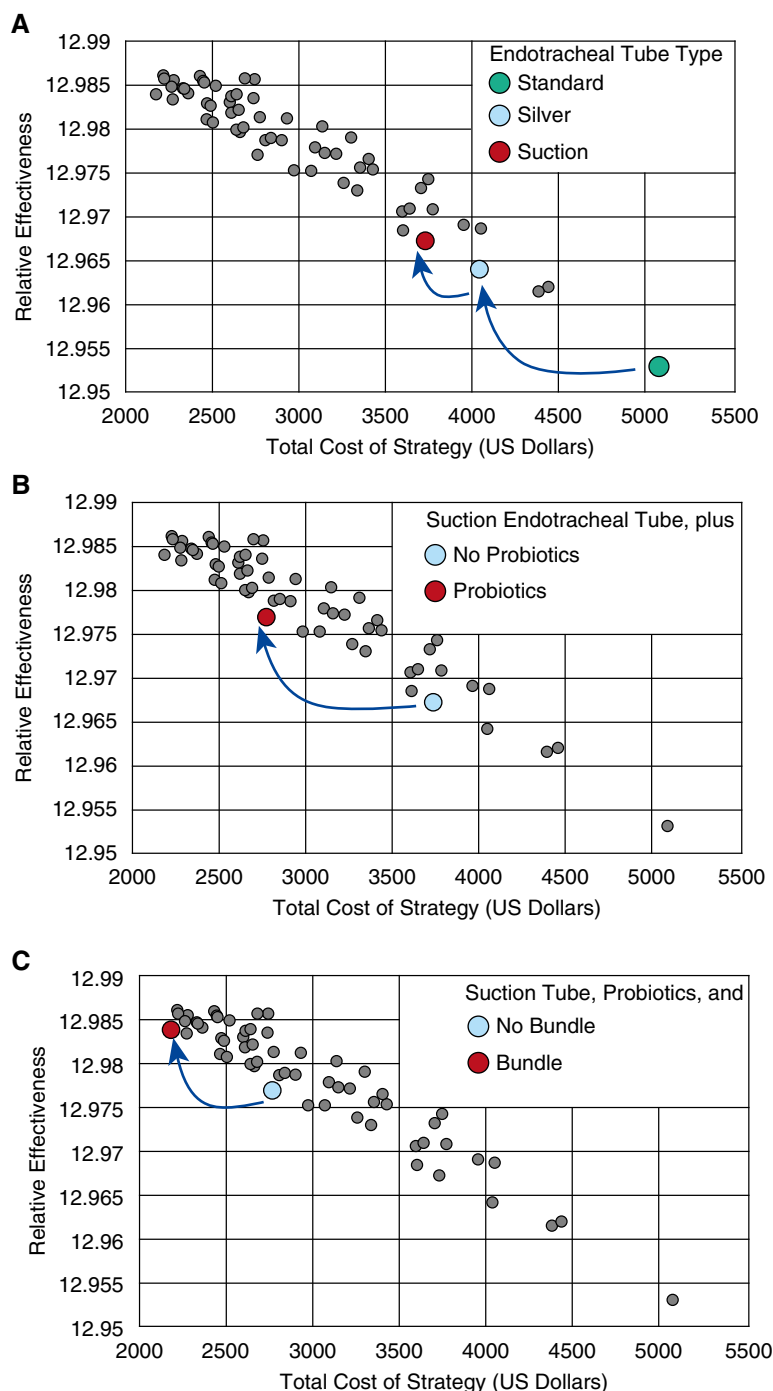 A
12.99
12.985
12.98
12.975
12.97
12.965
12.96
12.955
12.95
Relative Effectiveness
Endotracheal Tube Type
Standard
Silver
Suction
2000 2500 3000 3500 4000 4500 5000 5500
Total Cost of Strategy (US Dollars)
B
12.99
12.985
12.98
12.975
12.97
12.965
12.96
12.955
12.95
Relative Effectiveness
Suction Endotracheal Tube, plus
No Probiotics
Probiotics
2000 2500 3000 3500 4000 4500 5000 5500
Total Cost of Strategy (US Dollars)
C
12.99
12.985
12.98
12.975
12.97
12.965
12.96
12.955
12.95
Relative Effectiveness
Suction Tube, Probiotics, and
No Bundle
Bundle
2000 2500 3000 3500 4000 4500 5000 5500
Total Cost of Strategy (US Dollars)